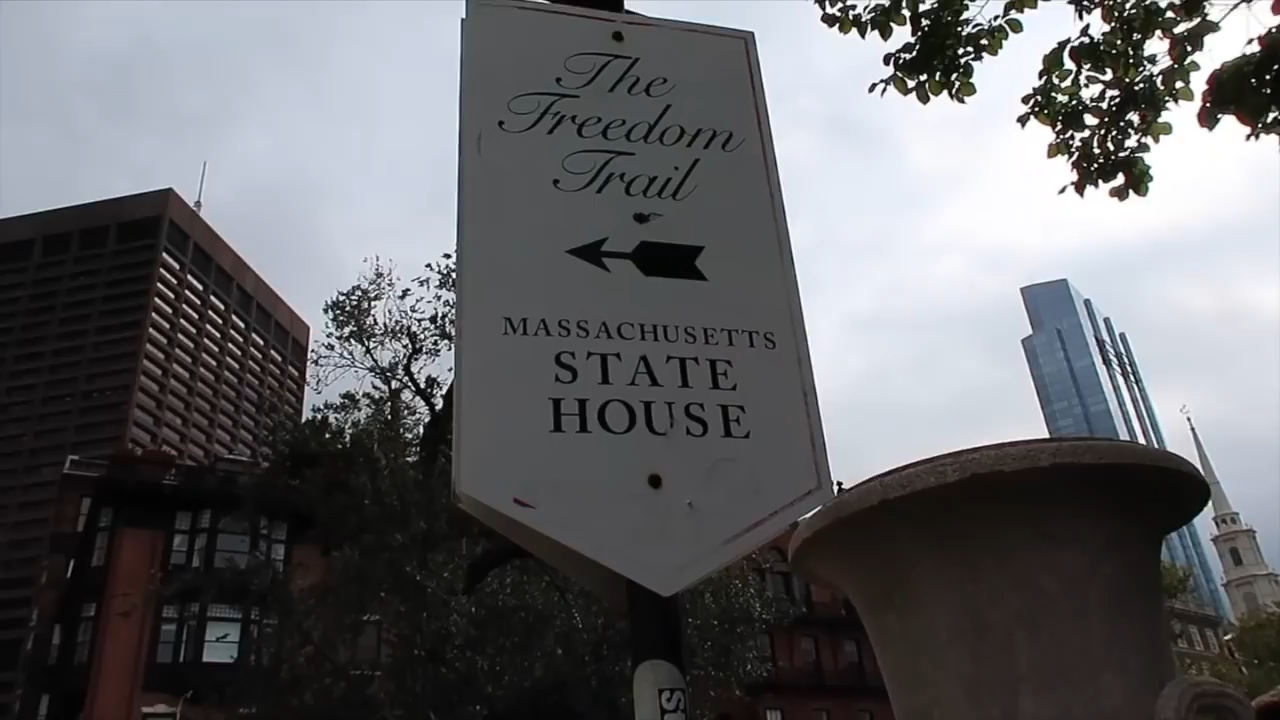 The
Freedom
Trail
MASSACHUSETTS
STATE
HOUSE